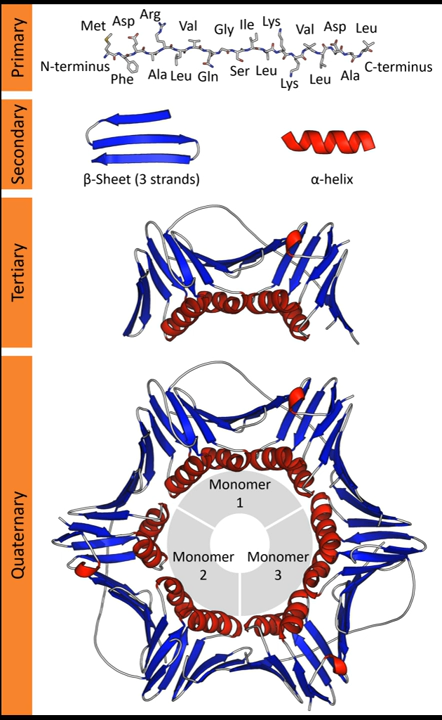 Primary
Met Asp Arg Val Gly Ile Lys Val Asp Leu
N-terminus C-terminus
Phe Ala Leu Gln Ser Leu Lys Leu Ala
Secondary
β-Sheet (3 strands) α-helix
Tertiary
Quaternary
Monomer
1
Monomer
2
Monomer
3